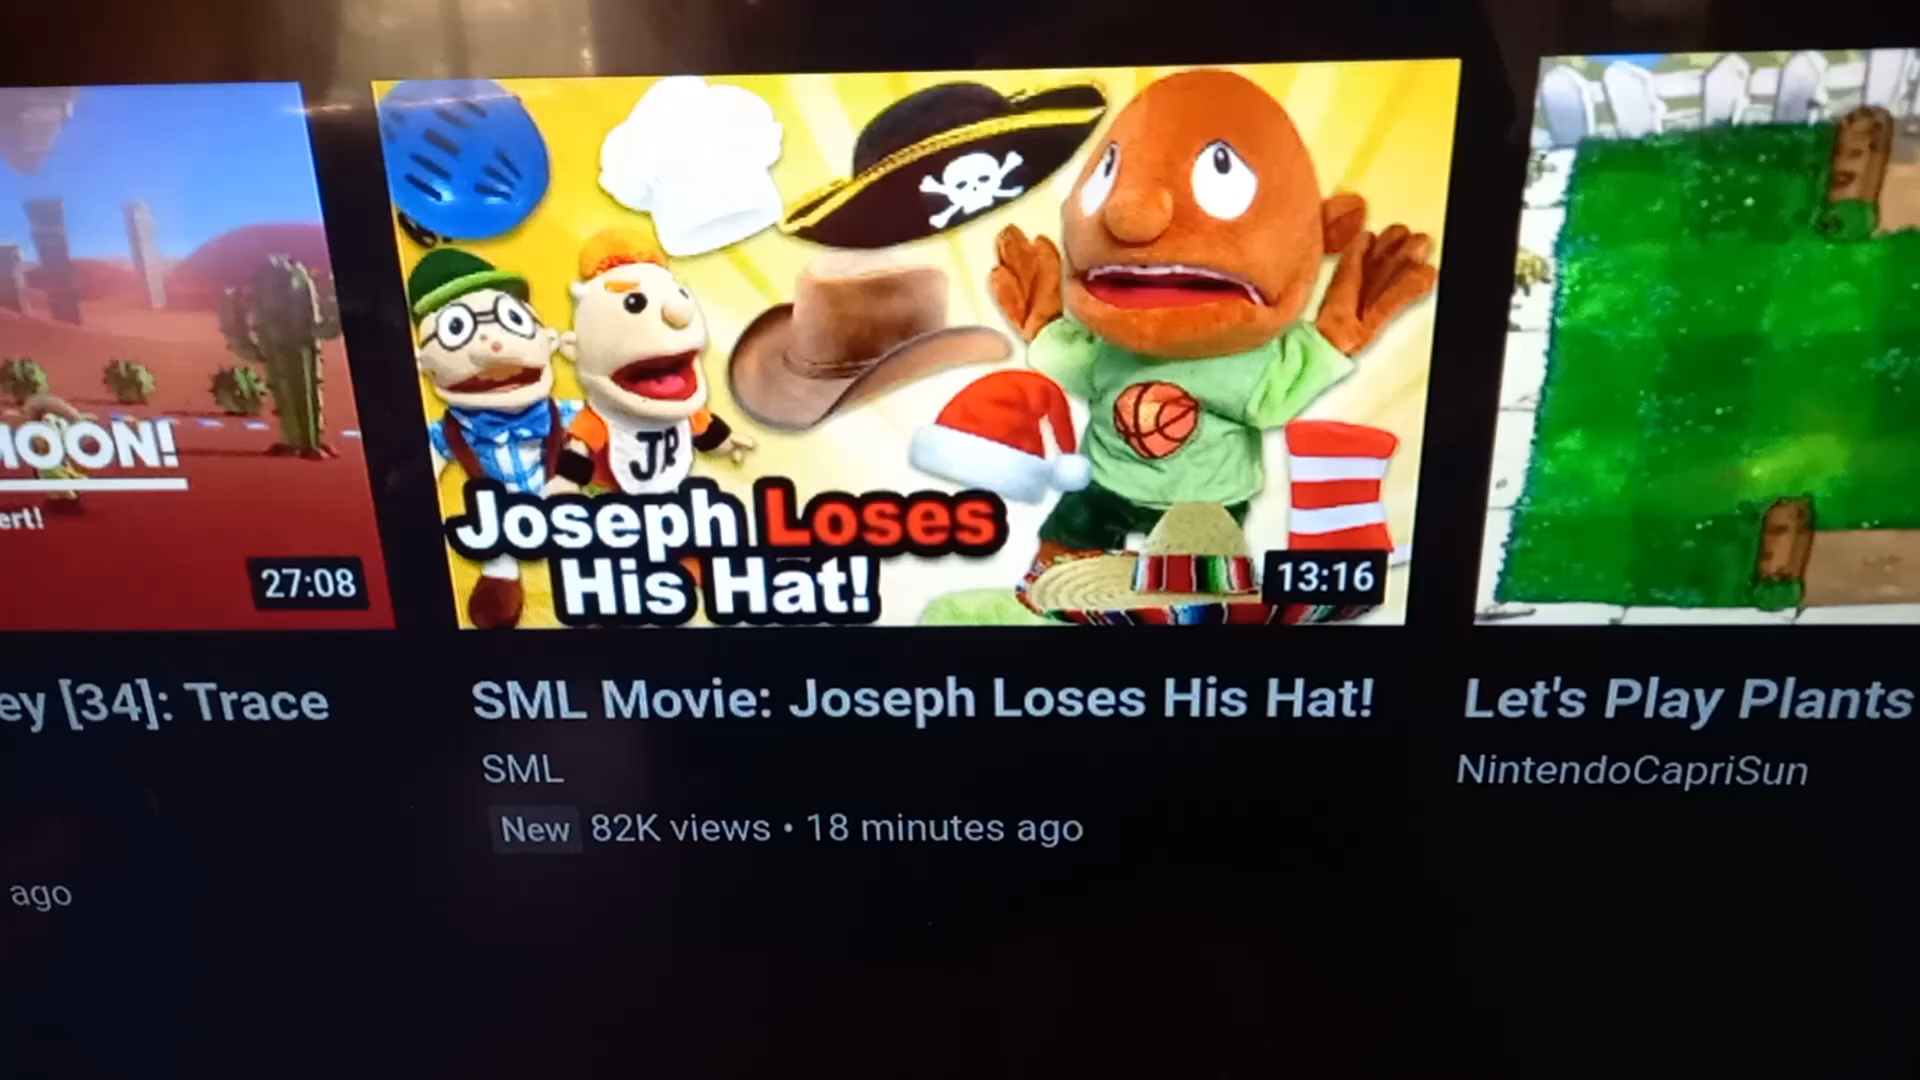 MOON!
ert!
27:08
ey [34]: Trace
ago
JR
Joseph Loses
His Hat!
13:16
SML Movie: Joseph Loses His Hat!
SML
New 82K views • 18 minutes ago
Let's Play Plants
NintendoCapriSun